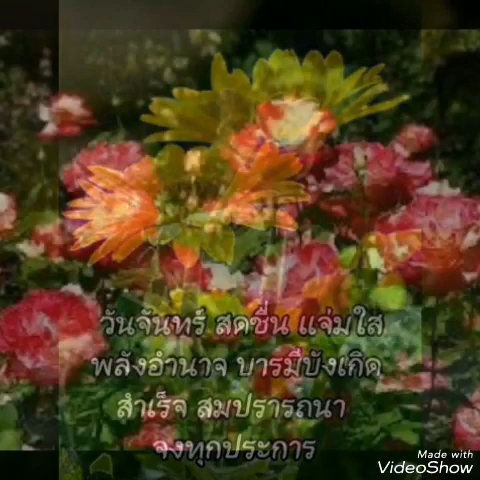 วันจันทร์ สดชื่น แจ่มใส
พลังอำนาจ บารมีบังเกิด
สำเร็จ สมปรารถนา
จงทุกประการ
Made with
VideoShow